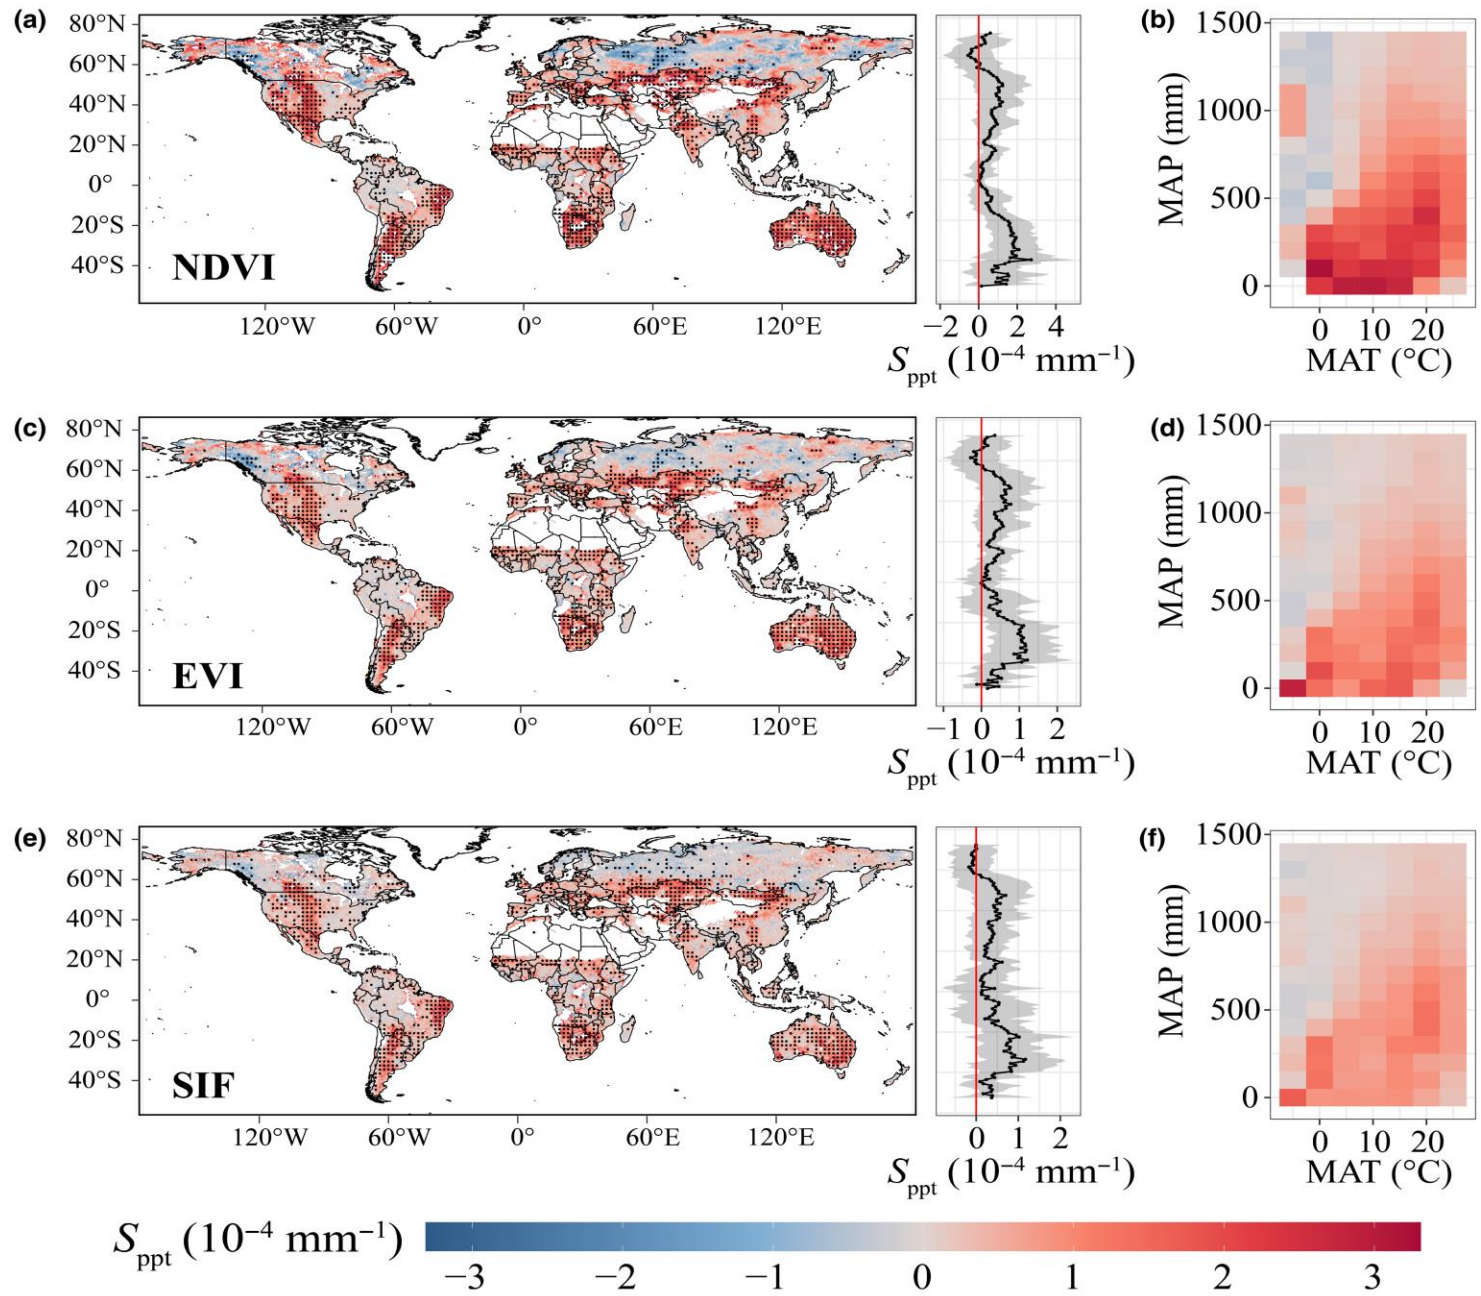 (a)
80°N
60°N
40°N
20°N
0°
20°S
40°S
NDVI
120°W 60°W 0° 60°E 120°E
−2 0 2 4
Sppt (10−4 mm−1)
(b)
1500
1000
500
0
MAP (mm)
0 10 20
MAT (°C)
(c)
80°N
60°N
40°N
20°N
0°
20°S
40°S
EVI
120°W 60°W 0° 60°E 120°E
−1 0 1 2
Sppt (10−4 mm−1)
(d)
1500
1000
500
0
MAP (mm)
0 10 20
MAT (°C)
(e)
80°N
60°N
40°N
20°N
0°
20°S
40°S
SIF
120°W 60°W 0° 60°E 120°E
0 1 2
Sppt (10−4 mm−1)
(f)
1500
1000
500
0
MAP (mm)
0 10 20
MAT (°C)
Sppt (10−4 mm−1)
−3 −2 −1 0 1 2 3